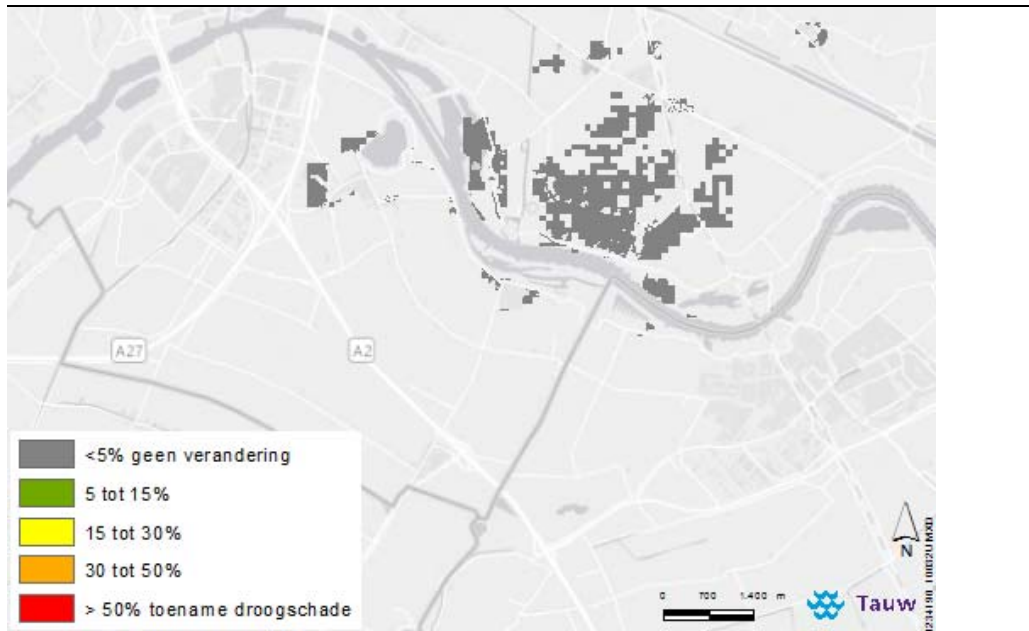 A27
A2
<5% geen verandering
5 tot 15%
15 tot 30%
30 tot 50%
> 50% toename droogschade
N
0 700 1.400 m
Tauw